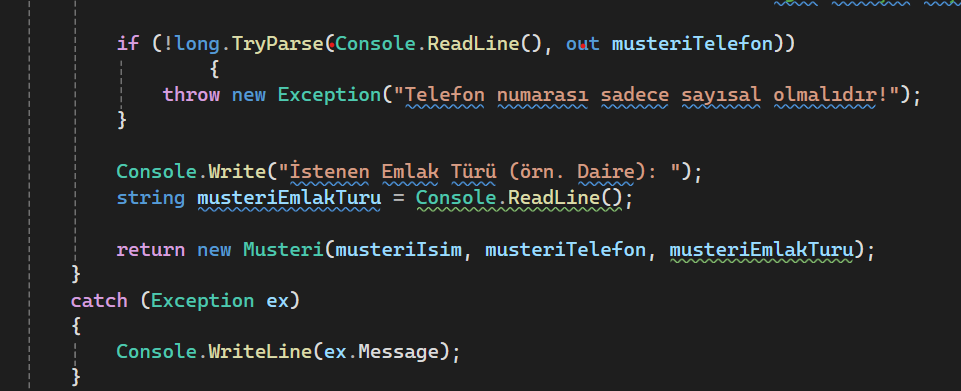 if (!long.TryParse(Console.ReadLine(), out musteriTelefon))
{
throw new Exception("Telefon numarası sadece sayısal olmalıdır!");
}
Console.Write("İstenen Emlak Türü (örn. Daire): ");
string musteriEmlakTuru = Console.ReadLine();
return new Musteri(musteriIsim, musteriTelefon, musteriEmlakTuru);
}
catch (Exception ex)
{
Console.WriteLine(ex.Message);
}